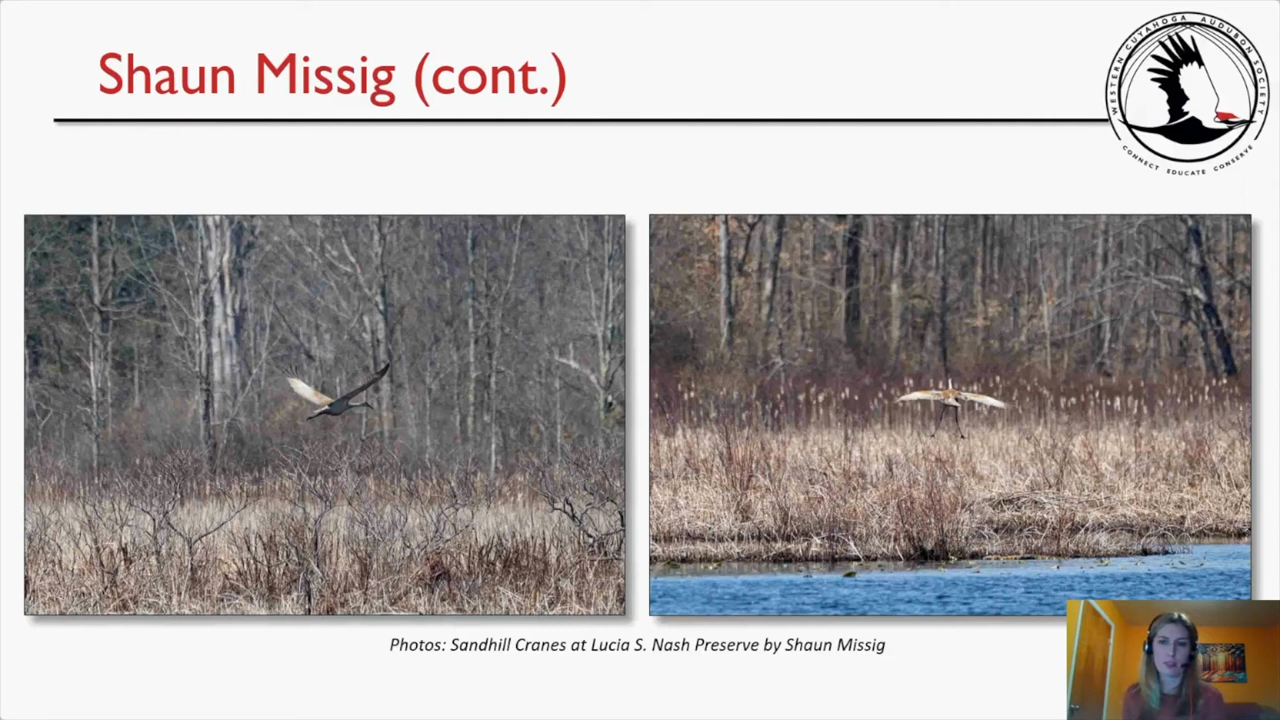 Shaun Missig (cont.)
WESTERN CUYAHOGA AUDUBON SOCIETY
CONNECT EDUCATE CONSERVE
Photos: Sandhill Cranes at Lucia S. Nash Preserve by Shaun Missig